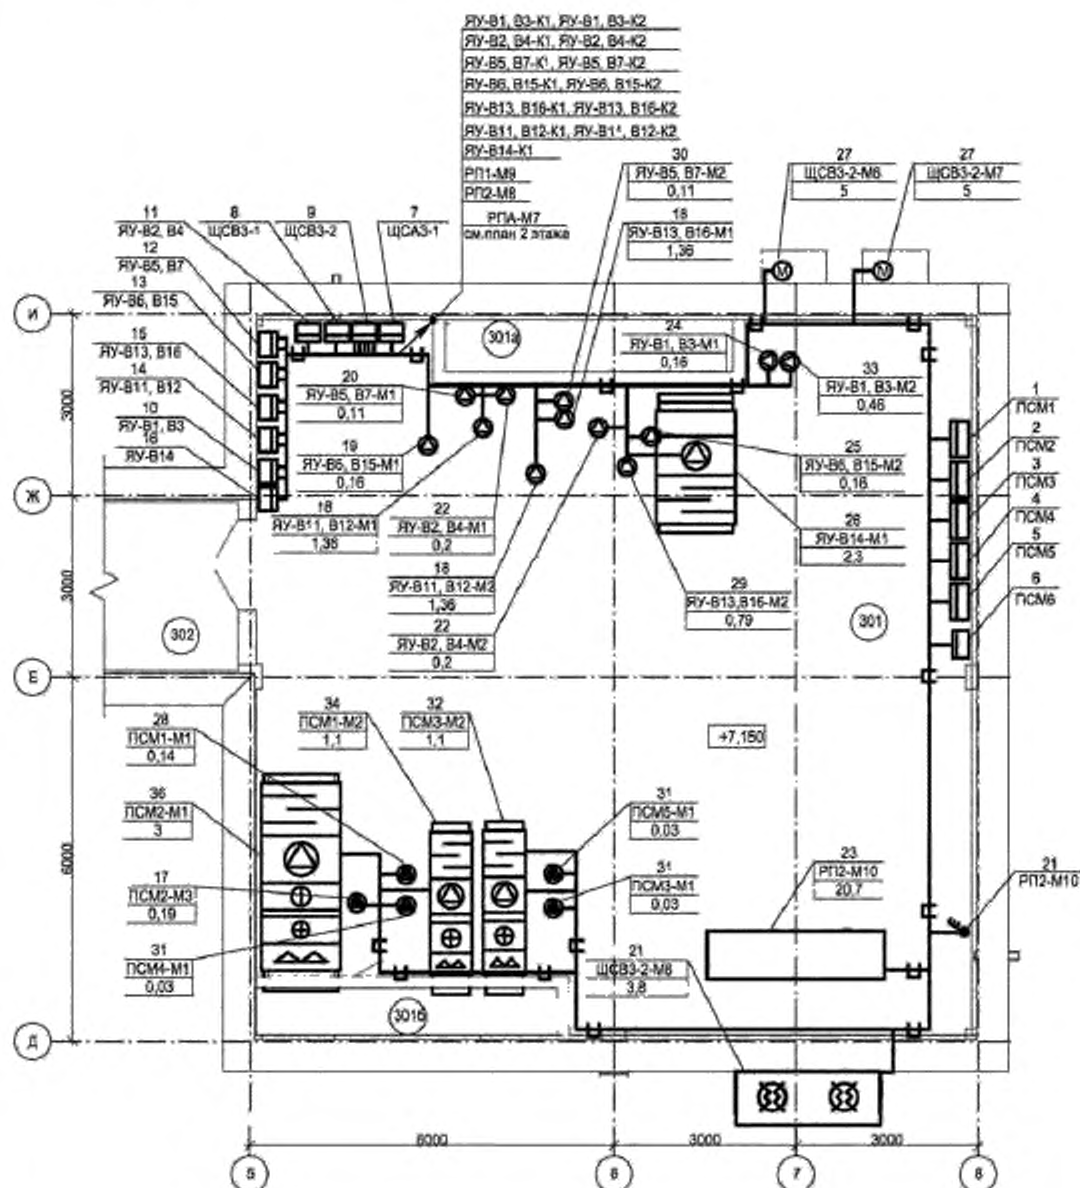 ЯУ-В1, В3-К1, ЯУ-В1, В3-К2
ЯУ-В2, В4-К1, ЯУ-В2, В4-К2
ЯУ-В5, В7-К1, ЯУ-В5, В7-К2
ЯУ-В6, В15-К1, ЯУ-В6, В15-К2
ЯУ-В13, В16-К1, ЯУ-В13, В16-К2
ЯУ-В11, В12-К1, ЯУ-В11, В12-К2
ЯУ-В14-К1
РП1-М9
РП2-М8
РПА-М7
см.план 2 этажа
30
ЯУ-В5, В7-М2
0,11
18
ЯУ-В13, В16-М1
1,36
27
ЩСВ3-2-М6
5
27
ЩСВ3-2-М7
5
11
ЯУ-В2, В4
8
ЩСВ3-1
9
ЩСВ3-2
7
ЩСА3-1
12
ЯУ-В5, В7
13
ЯУ-В6, В15
15
ЯУ-В13, В16
14
ЯУ-В11, В12
10
ЯУ-В1, В3
16
ЯУ-В14
М
М
И
301а
24
ЯУ-В1, В3-М1
0,16
33
ЯУ-В1, В3-М2
0,46
20
ЯУ-В5, В7-М1
0,11
19
ЯУ-В6, В15-М1
0,16
18
ЯУ-В11, В12-М1
1,36
22
ЯУ-В2, В4-М1
0,2
18
ЯУ-В11, В12-М2
1,36
22
ЯУ-В2, В4-М2
0,2
25
ЯУ-В6, В15-М2
0,16
26
ЯУ-В14-М1
2,3
29
ЯУ-В13,В16-М2
0,79
1
ПСМ1
2
ПСМ2
3
ПСМ3
4
ПСМ4
5
ПСМ5
6
ПСМ6
3000
Ж
3000
302
301
Е
+7,150
28
ПСМ1-М1
0,14
34
ПСМ1-М2
1,1
32
ПСМ3-М2
1,1
36
ПСМ2-М1
3
17
ПСМ2-М3
0,19
31
ПСМ4-М1
0,03
31
ПСМ5-М1
0,03
31
ПСМ3-М1
0,03
23
РП2-М10
20,7
21
РП2-М10
21
ЩСВ3-2-М8
3,8
6000
301б
Д
6000
3000
3000
5
6
7
8